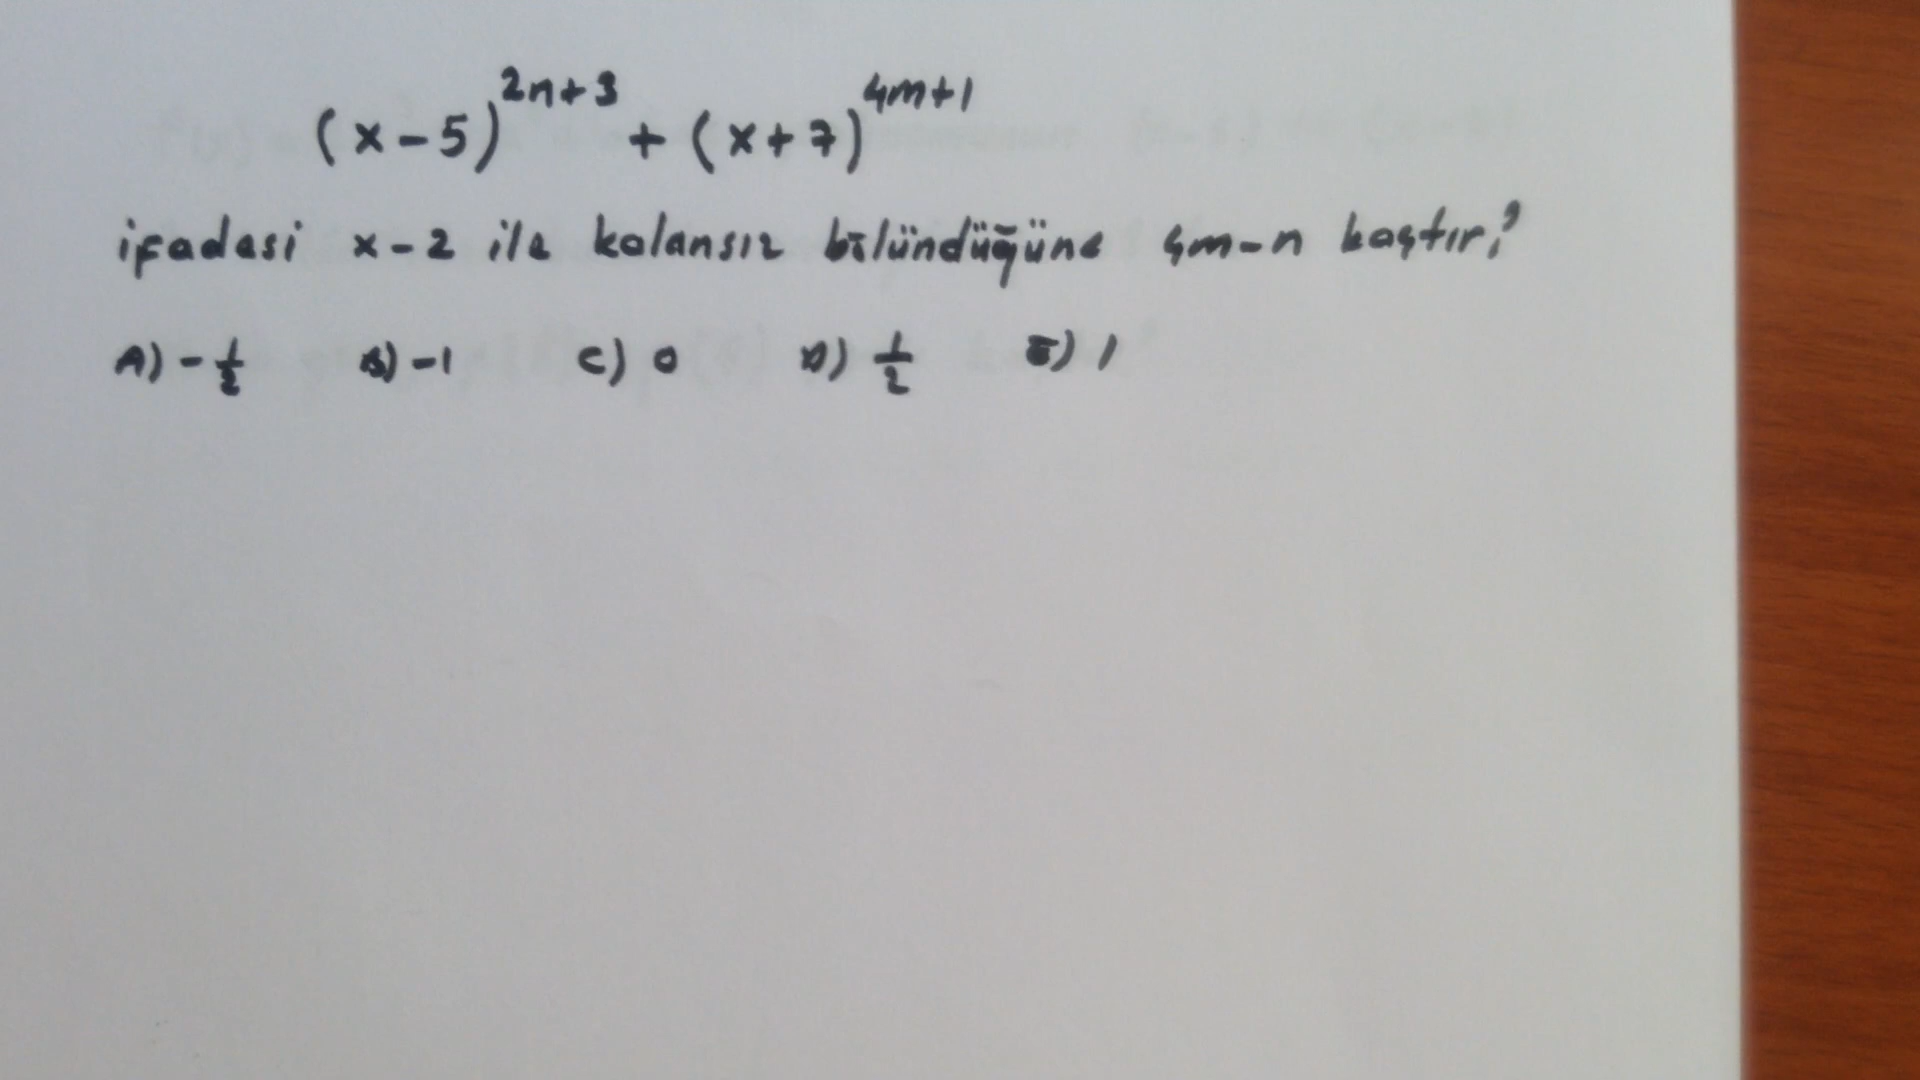 (x-5)^{2n+3} + (x+7)^{4m+1}
ifadesi x-2 ile kalansız bölündüğüne 4m-n kaçtır?
A) -1/2 B) -1 C) 0 D) 1/2 E) 1